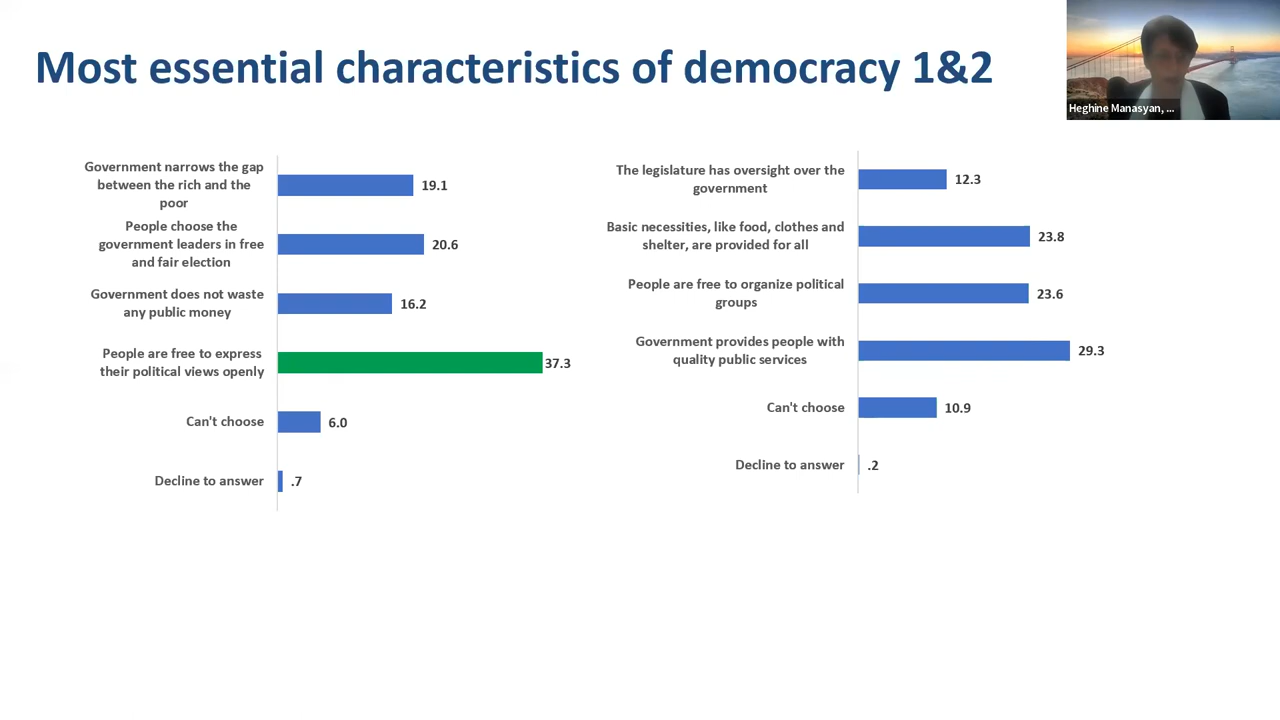 Most essential characteristics of democracy 1&2
Heghine Manasyan, ...
Government narrows the gap
between the rich and the
poor
19.1
People choose the
government leaders in free
and fair election
20.6
Government does not waste
any public money
16.2
People are free to express
their political views openly
37.3
Can't choose
6.0
Decline to answer
.7
The legislature has oversight over the
government
12.3
Basic necessities, like food, clothes and
shelter, are provided for all
23.8
People are free to organize political
groups
23.6
Government provides people with
quality public services
29.3
Can't choose
10.9
Decline to answer
.2